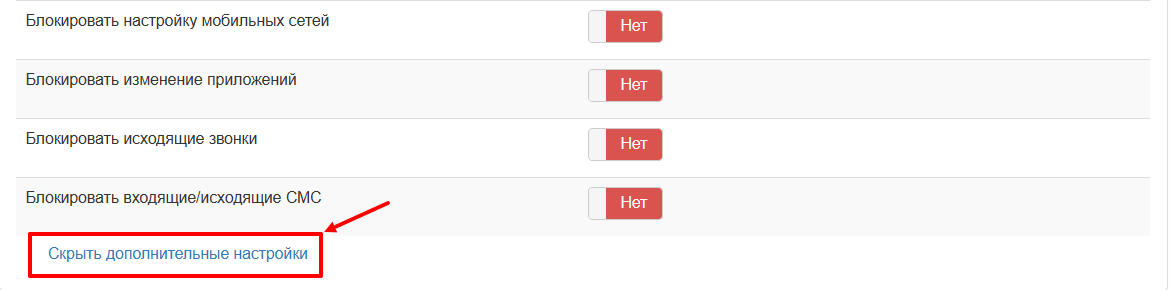 Блокировать настройку мобильных сетей Нет
Блокировать изменение приложений Нет
Блокировать исходящие звонки Нет
Блокировать входящие/исходящие СМС Нет
Скрыть дополнительные настройки